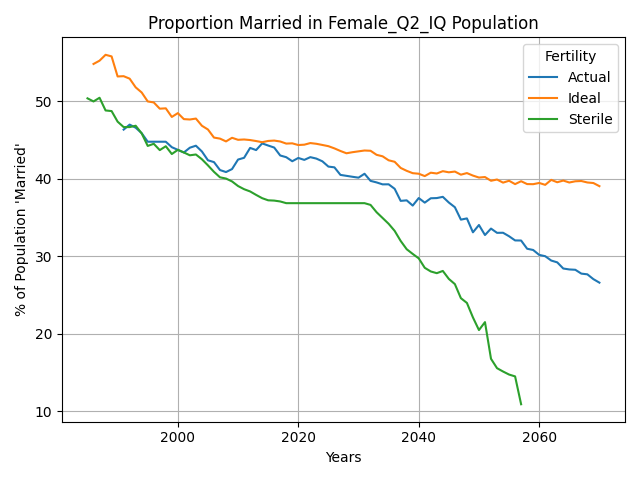 Proportion Married in Female_Q2_IQ Population
Fertility
Actual
Ideal
Sterile
% of Population 'Married'
50
40
30
20
10
2000
2020
2040
2060
Years